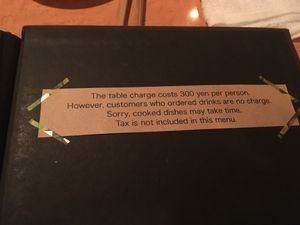 The table charge costs 300 yen per person.
However, customers who ordered drinks are no charge.
Sorry, cooked dishes may take time.
Tax is not included in this menu.